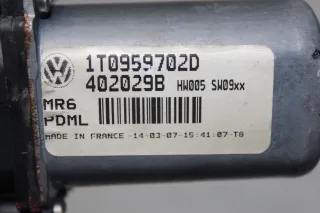 1T0959702D
402029B HW005 SW09xx
MR6
PDML
MADE IN FRANCE -14-03-07-15:41:07-T8